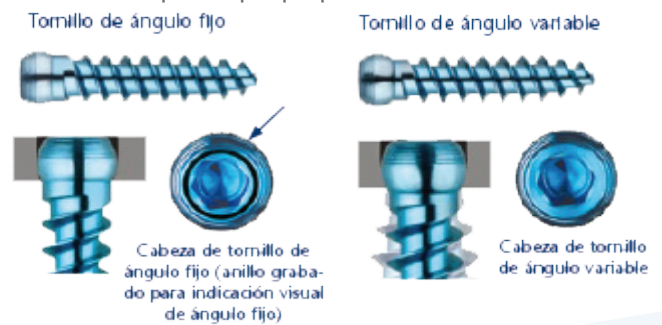 Tornillo de ángulo fijo
Tornillo de ángulo variable
Cabeza de tornillo de
ángulo fijo (anillo graba-
do para indicación visual
de ángulo fijo)
Cabeza de tornillo
de ángulo variable